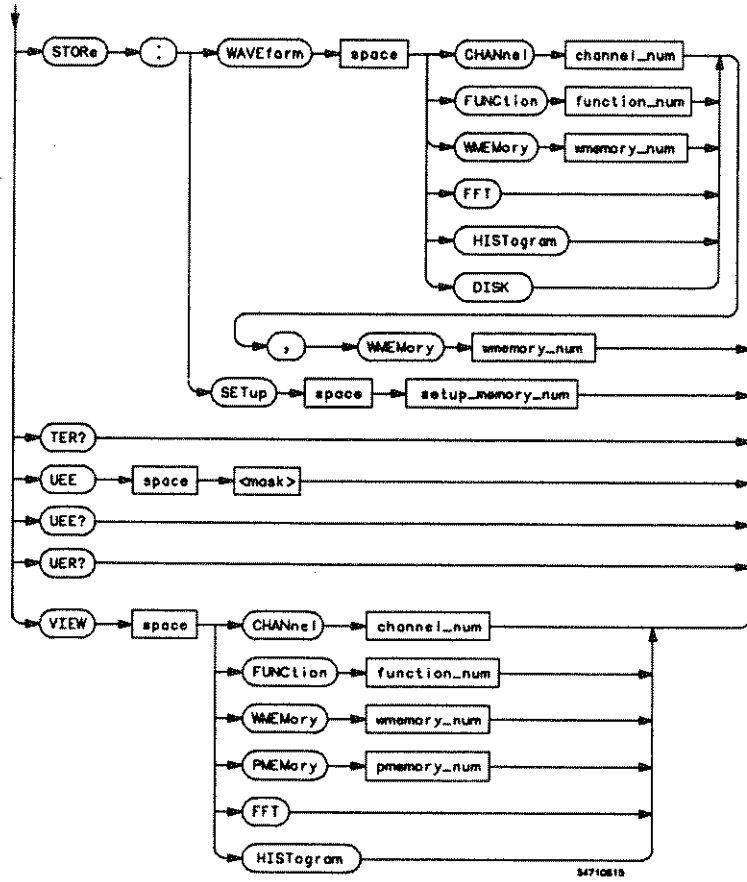 STORe : WAVEform space CHANnel channel_num
FUNCtion function_num
WMEMory wmemory_num
FFT
HISTogram
DISK
, WMEMory wmemory_num
SETup space setup_memory_num
TER?
UEE space <mask>
UEE?
UER?
VIEW space CHANnel channel_num
FUNCtion function_num
WMEMory wmemory_num
PMEMory pmemory_num
FFT
HISTogram
54710S15